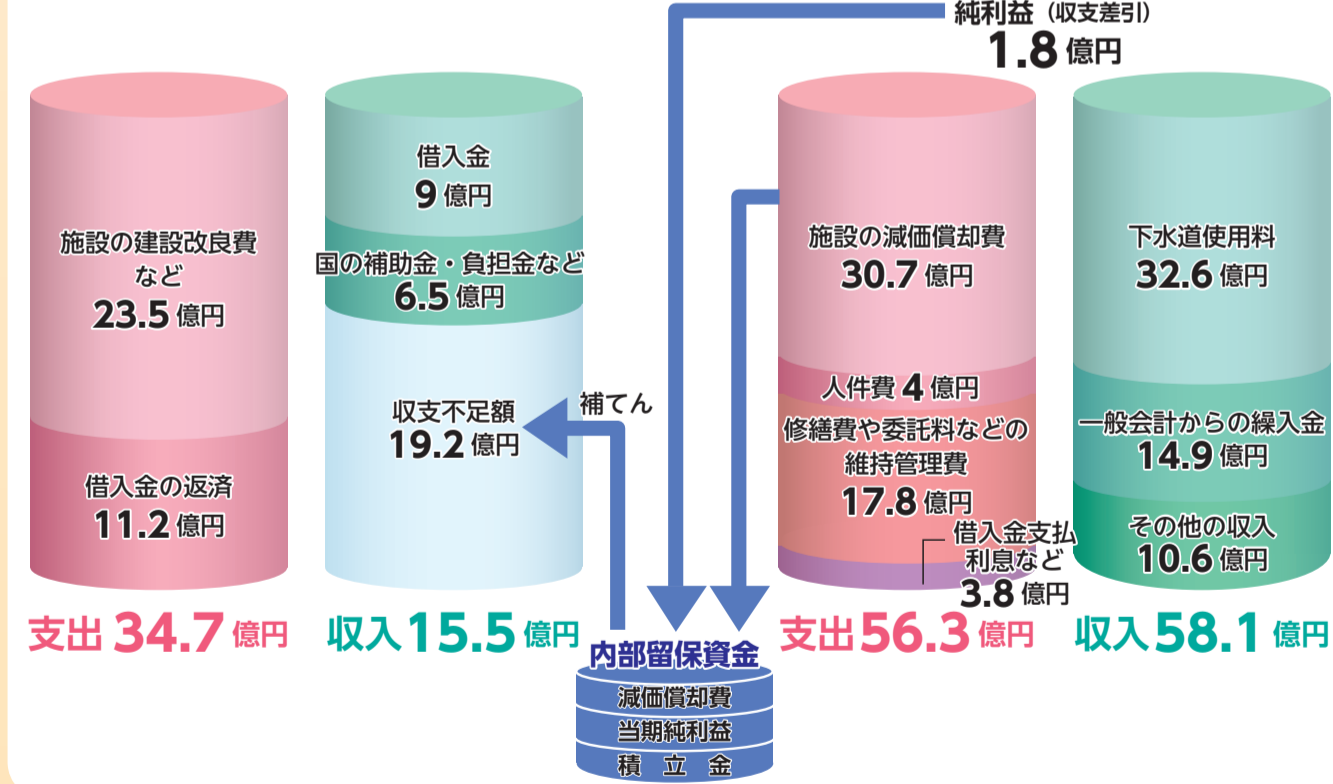 純利益（収支差引）
1.8 億円
施設の建設改良費
など
23.5 億円
借入金の返済
11.2 億円
支出 34.7 億円
借入金
9 億円
国の補助金・負担金など
6.5 億円
収支不足額
19.2 億円
収入 15.5 億円
補てん
内部留保資金
減価償却費
当期純利益
積 立 金
施設の減価償却費
30.7 億円
人件費 4 億円
修繕費や委託料などの
維持管理費
17.8 億円
借入金支払
利息など
3.8 億円
支出 56.3 億円
下水道使用料
32.6 億円
一般会計からの繰入金
14.9 億円
その他の収入
10.6 億円
収入 58.1 億円